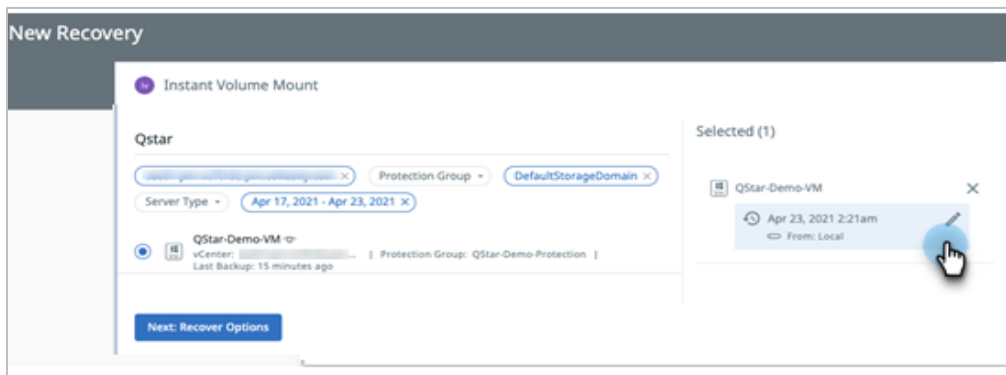 New Recovery
Instant Volume Mount
Qstar
Protection Group
DefaultStorageDomain ×
Server Type
Apr 17, 2021 - Apr 23, 2021 ×
QStar-Demo-VM
vCenter: ... | Protection Group: QStar-Demo-Protection |
Last Backup: 15 minutes ago
Next: Recover Options
Selected (1)
QStar-Demo-VM
Apr 23, 2021 2:21am
From: Local